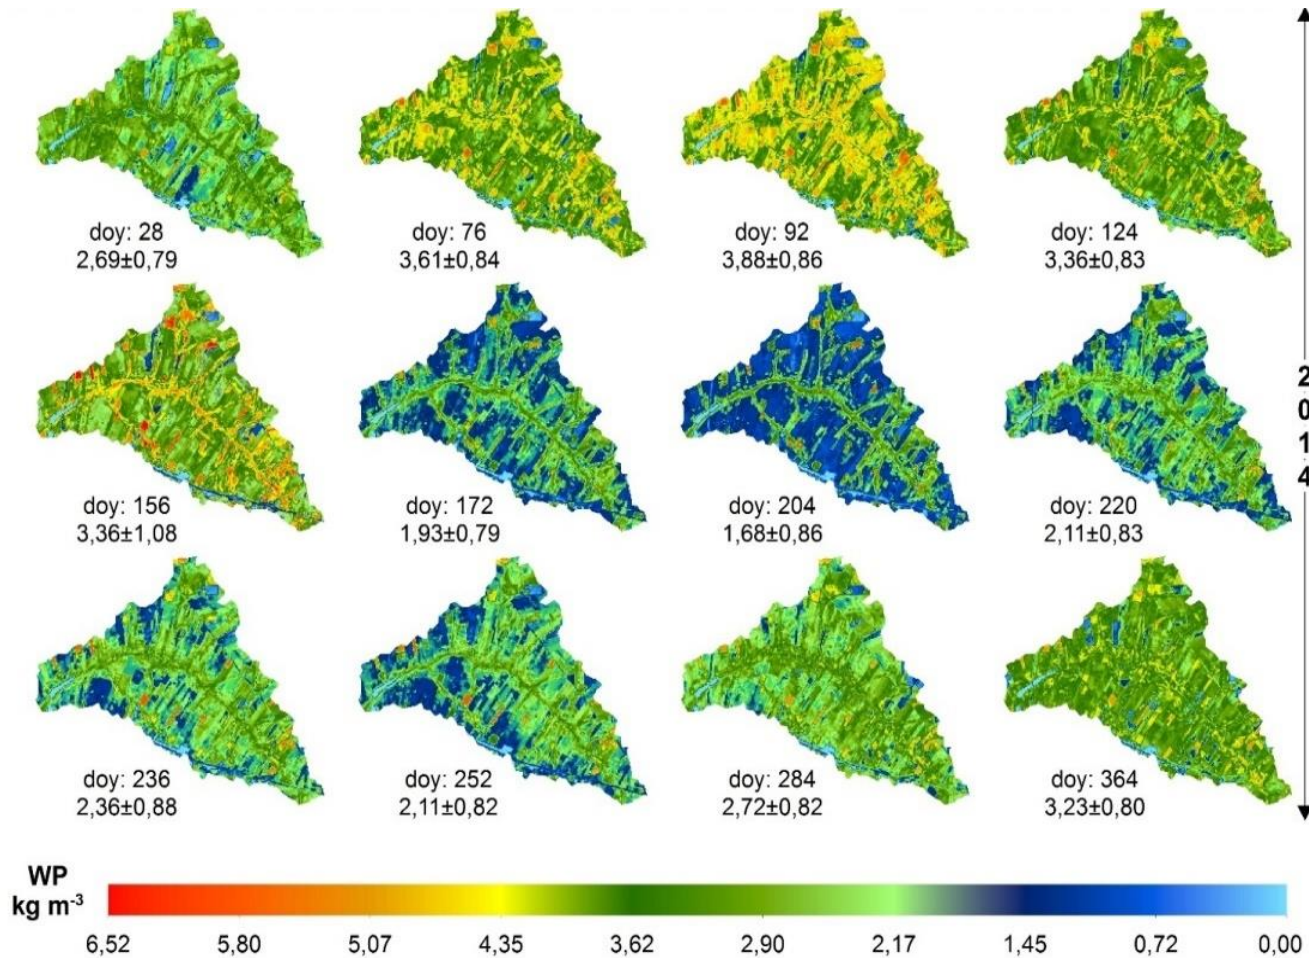 doy: 28
2,69±0,79
doy: 76
3,61±0,84
doy: 92
3,88±0,86
doy: 124
3,36±0,83
doy: 156
3,36±1,08
doy: 172
1,93±0,79
doy: 204
1,68±0,86
doy: 220
2,11±0,83
2014
doy: 236
2,36±0,88
doy: 252
2,11±0,82
doy: 284
2,72±0,82
doy: 364
3,23±0,80
WP
kg m⁻³
6,52 5,80 5,07 4,35 3,62 2,90 2,17 1,45 0,72 0,00